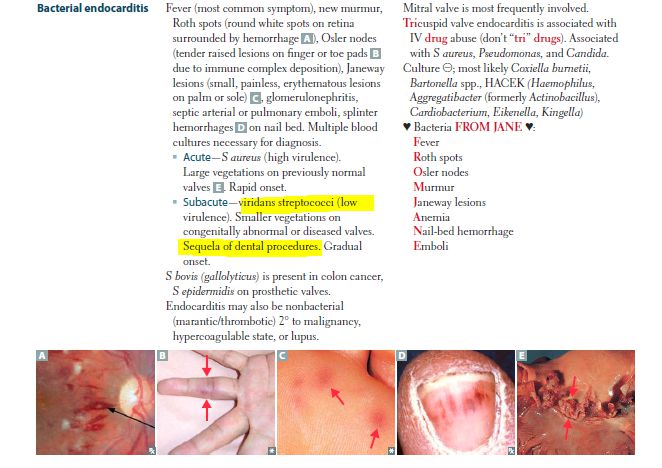 Bacterial endocarditis
Fever (most common symptom), new murmur,
Roth spots (round white spots on retina
surrounded by hemorrhage A), Osler nodes
(tender raised lesions on finger or toe pads B
due to immune complex deposition), Janeway
lesions (small, painless, erythematous lesions
on palm or sole) C, glomerulonephritis,
septic arterial or pulmonary emboli, splinter
hemorrhages D on nail bed. Multiple blood
cultures necessary for diagnosis.
▪ Acute—S aureus (high virulence).
Large vegetations on previously normal
valves E. Rapid onset.
▪ Subacute—viridans streptococci (low
virulence). Smaller vegetations on
congenitally abnormal or diseased valves.
Sequela of dental procedures. Gradual
onset.
S bovis (gallolyticus) is present in colon cancer,
S epidermidis on prosthetic valves.
Endocarditis may also be nonbacterial
(marantic/thrombotic) 2° to malignancy,
hypercoagulable state, or lupus.
Mitral valve is most frequently involved.
Tricuspid valve endocarditis is associated with
IV drug abuse (don't “tri” drugs). Associated
with S aureus, Pseudomonas, and Candida.
Culture ⊖; most likely Coxiella burnetii,
Bartonella spp., HACEK (Haemophilus,
Aggregatibacter (formerly Actinobacillus),
Cardiobacterium, Eikenella, Kingella)
♥ Bacteria FROM JANE ♥:
Fever
Roth spots
Osler nodes
Murmur
Janeway lesions
Anemia
Nail-bed hemorrhage
Emboli
A
B
C
D
E